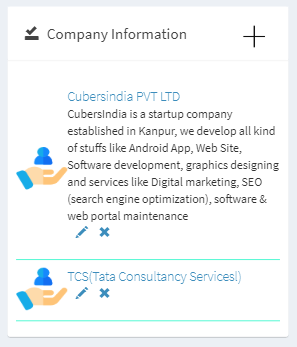 Company Information
Cubersindia PVT LTD
CubersIndia is a startup company
established in Kanpur, we develop all kind
of stuffs like Android App, Web Site,
Software development, graphics designing
and services like Digital marketing, SEO
(search engine optimization), software &
web portal maintenance
TCS(Tata Consultancy Servicesl)